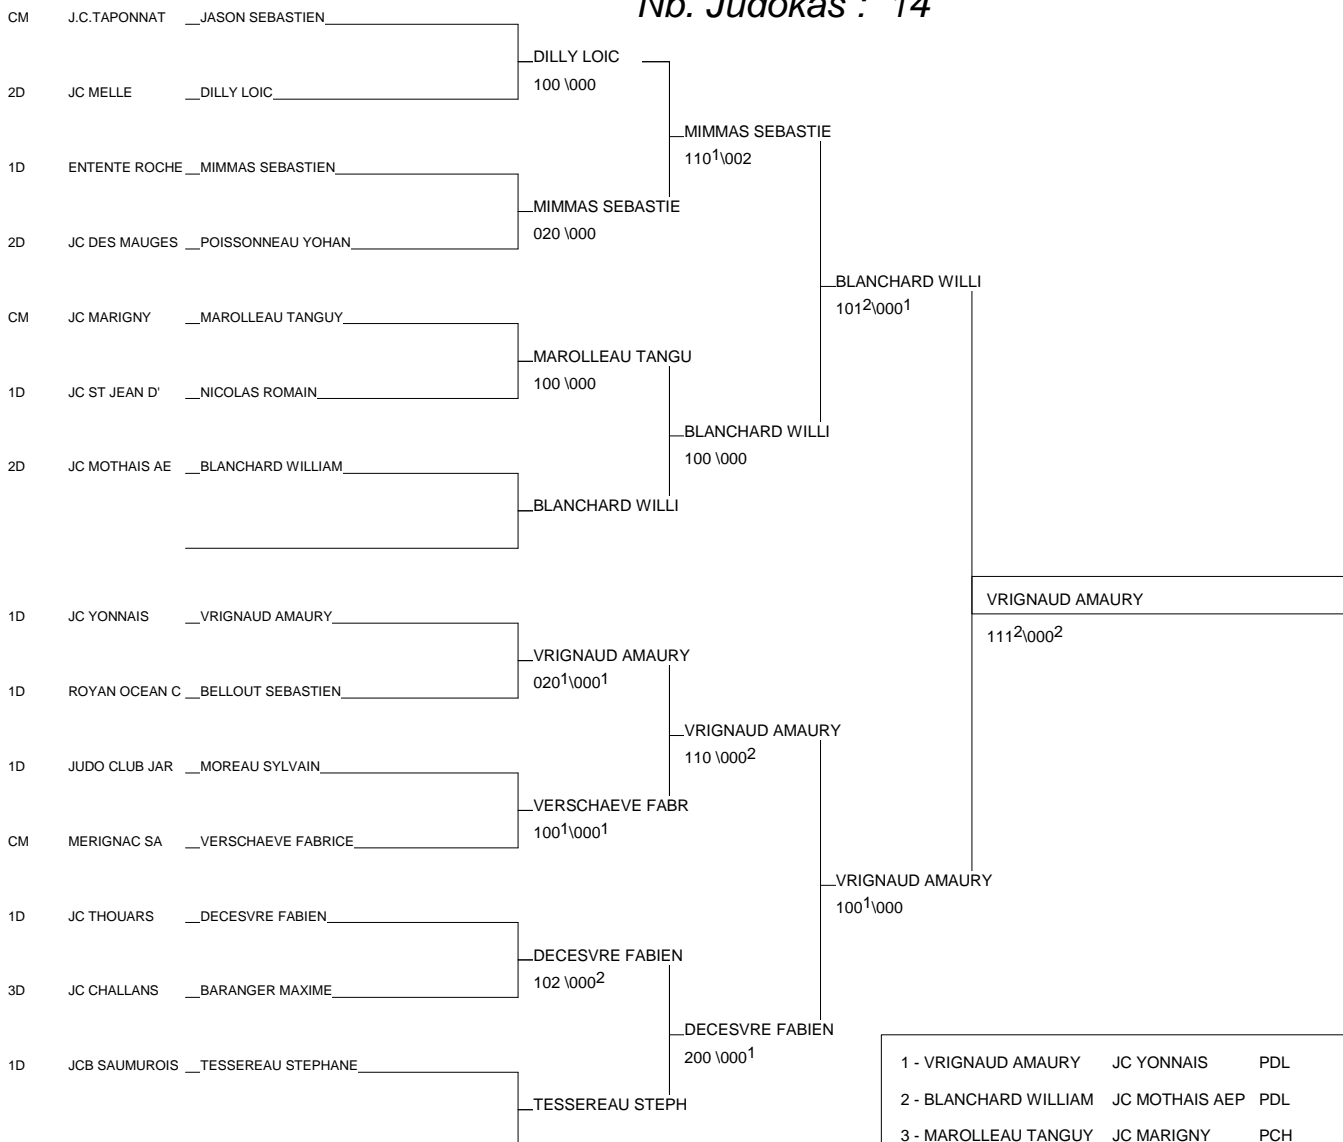 Nb. Judokas : 14
CM J.C.TAPONNAT JASON SEBASTIEN
DILLY LOIC
100 \000
2D JC MELLE DILLY LOIC
MIMMAS SEBASTIE
110¹\002
1D ENTENTE ROCHE MIMMAS SEBASTIEN
MIMMAS SEBASTIE
020 \000
2D JC DES MAUGES POISSONNEAU YOHAN
BLANCHARD WILLI
101²\000¹
CM JC MARIGNY MAROLLEAU TANGUY
MAROLLEAU TANGU
100 \000
1D JC ST JEAN D' NICOLAS ROMAIN
BLANCHARD WILLI
100 \000
2D JC MOTHAIS AE BLANCHARD WILLIAM
BLANCHARD WILLI
VRIGNAUD AMAURY
111²\000²
1D JC YONNAIS VRIGNAUD AMAURY
VRIGNAUD AMAURY
020¹\000¹
1D ROYAN OCEAN C BELLOUT SEBASTIEN
VRIGNAUD AMAURY
110 \000²
1D JUDO CLUB JAR MOREAU SYLVAIN
VERSCHAEVE FABR
100¹\000¹
CM MERIGNAC SA VERSCHAEVE FABRICE
VRIGNAUD AMAURY
100¹\000
1D JC THOUARS DECESVRE FABIEN
DECESVRE FABIEN
102 \000²
3D JC CHALLANS BARANGER MAXIME
DECESVRE FABIEN
200 \000¹
1D JCB SAUMUROIS TESSEREAU STEPHANE
TESSEREAU STEPH
1 - VRIGNAUD AMAURY JC YONNAIS PDL
2 - BLANCHARD WILLIAM JC MOTHAIS AEP PDL
3 - MAROLLEAU TANGUY JC MARIGNY PCH